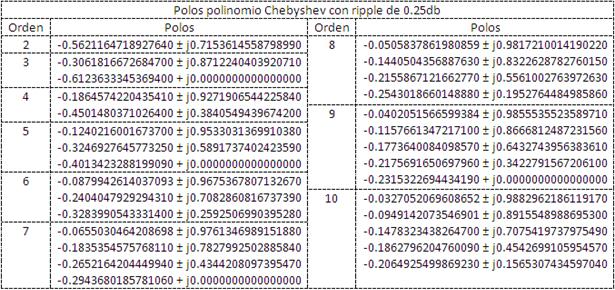 Polos polinomio Chebyshev con ripple de 0.25db
Orden Polos Orden Polos
2 -0.5621164718927640 ± j0.7153614558798990
3 -0.3061816672684700 ± j0.8712240403920710
-0.6123633345369400 + j0.0000000000000000
4 -0.1864574220435410 ± j0.9271906544225840
-0.4501480371026400 ± j0.3840549439674200
5 -0.1240216001673700 ± j0.9533031369910380
-0.3246927645773250 ± j0.5891737402423590
-0.4013423288199090 + j0.0000000000000000
6 -0.0879942614037093 ± j0.9675367807132670
-0.2404047929294310 ± j0.7082860816737390
-0.3283990543331400 ± j0.2592506990395280
7 -0.0655030464208698 ± j0.9761346989151880
-0.1835354575768110 ± j0.7827992502885840
-0.2652164204449940 ± j0.4344208097395470
-0.2943680185781060 + j0.0000000000000000
8 -0.0505837861980859 ± j0.9817210014190220
-0.1440504356887630 ± j0.8322628782760150
-0.2155867121662770 ± j0.5561002763972630
-0.2543018660148880 ± j0.1952764484985860
9 -0.0402051566599384 ± j0.9855535523589710
-0.1157661347217100 ± j0.8666812487231560
-0.1773640084098570 ± j0.6432743956383610
-0.2175691650697960 ± j0.3422791567206100
-0.2315322694434190 + j0.0000000000000000
10 -0.0327052069608652 ± j0.9882962186119170
-0.0949142073546901 ± j0.8915548988695300
-0.1478323438264700 ± j0.7075419737975490
-0.1862796204760090 ± j0.4542699105954570
-0.2064925499869230 ± j0.1565307434597040